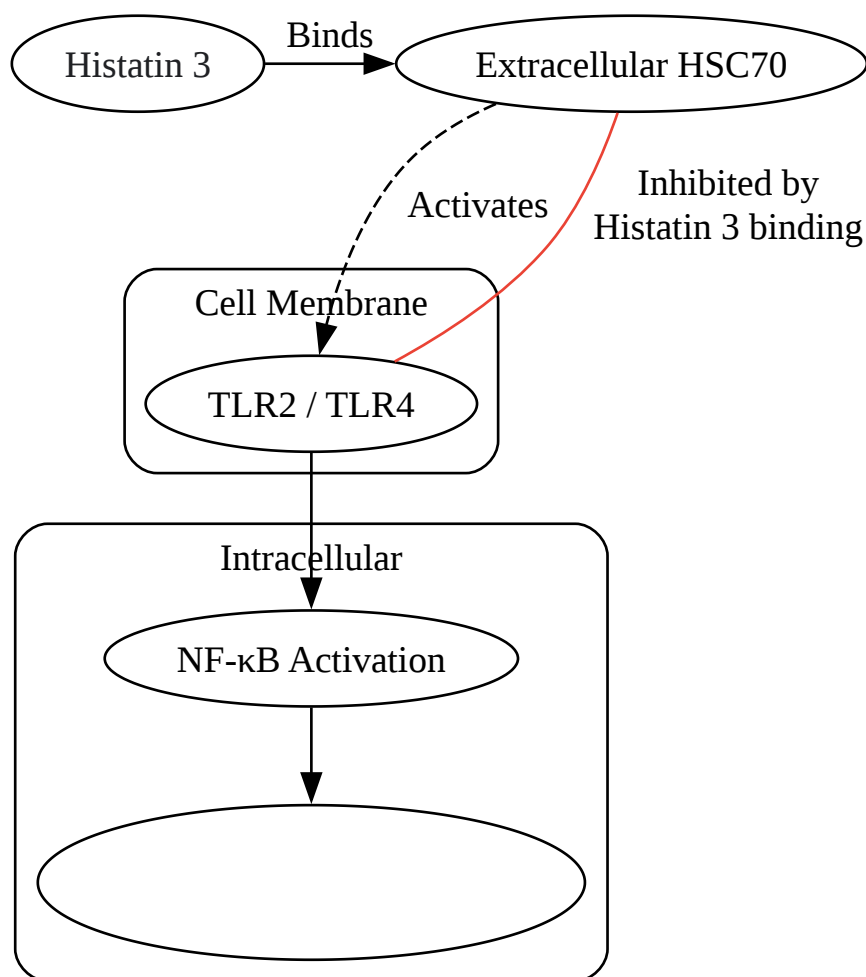 Binds
Histatin 3
Extracellular HSC70
Activates
Inhibited by
Histatin 3 binding
Cell Membrane
TLR2 / TLR4
Intracellular
NF-κB Activation